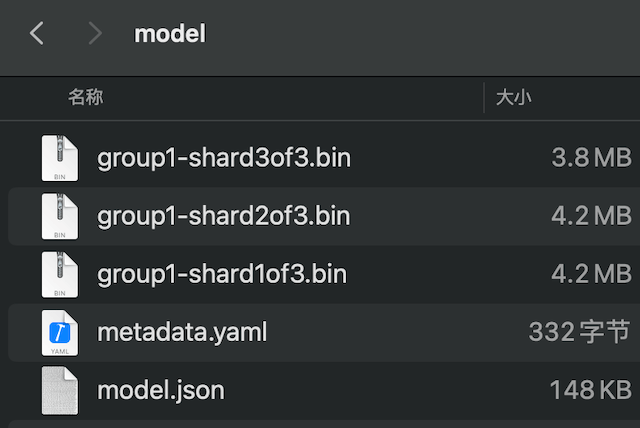 model
名称 大小
group1-shard3of3.bin 3.8 MB
BIN
group1-shard2of3.bin 4.2 MB
BIN
group1-shard1of3.bin 4.2 MB
BIN
metadata.yaml 332 字节
YAML
model.json 148 KB